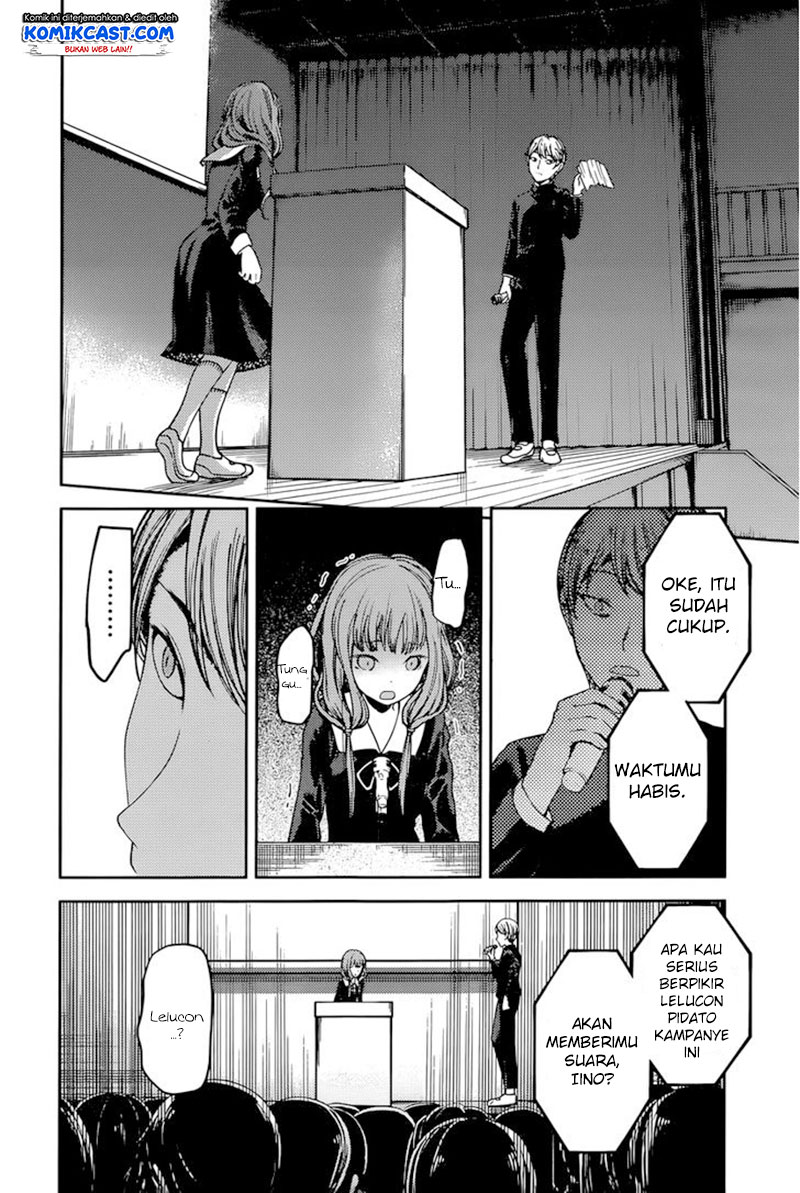 Komik ini diterjemahkan & diedit oleh
KOMIKCAST.COM
BUKAN WEB LAIN!!
OKE, ITU
SUDAH
CUKUP.
WAKTUMU
HABIS.
Tu...
Tung
gu...
.........
APA KAU
SERIUS
BERPIKIR
LELUCON
PIDATO
KAMPANYE
INI
AKAN
MEMBERIMU
SUARA,
IINO?
Lelucon
...?